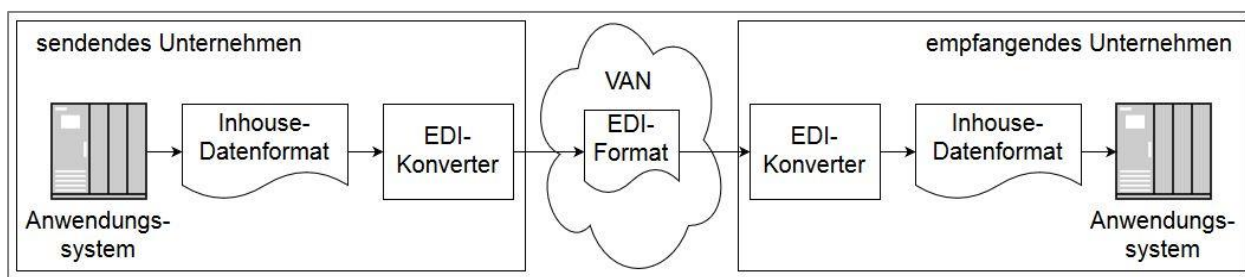 sendendes Unternehmen
Anwendungs-
system
Inhouse-
Datenformat
EDI-
Konverter
VAN
EDI-
Format
empfangendes Unternehmen
EDI-
Konverter
Inhouse-
Datenformat
Anwendungs-
system